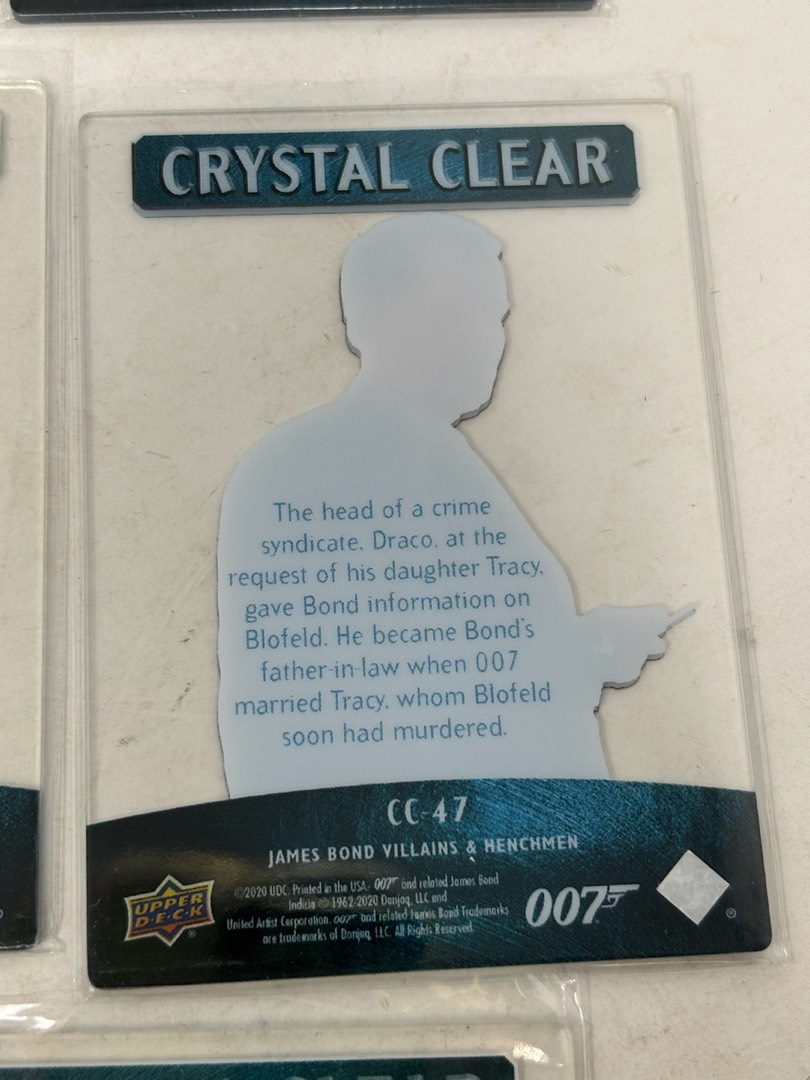 CRYSTAL CLEAR
The head of a crime
syndicate, Draco, at the
request of his daughter Tracy,
gave Bond information on
Blofeld. He became Bond's
father-in-law when 007
married Tracy, whom Blofeld
soon had murdered.
CC-47
JAMES BOND VILLAINS & HENCHMEN
UPPER
D·E·C·K
®
©2020 UDC. Printed in the USA. 007 and related James Bond
Indicia © 1962-2020 Danjaq, LLC and
United Artist Corporation. 007 and related James Bond Trademarks
are trademarks of Danjaq, LLC. All Rights Reserved.
007
®
CLEAR